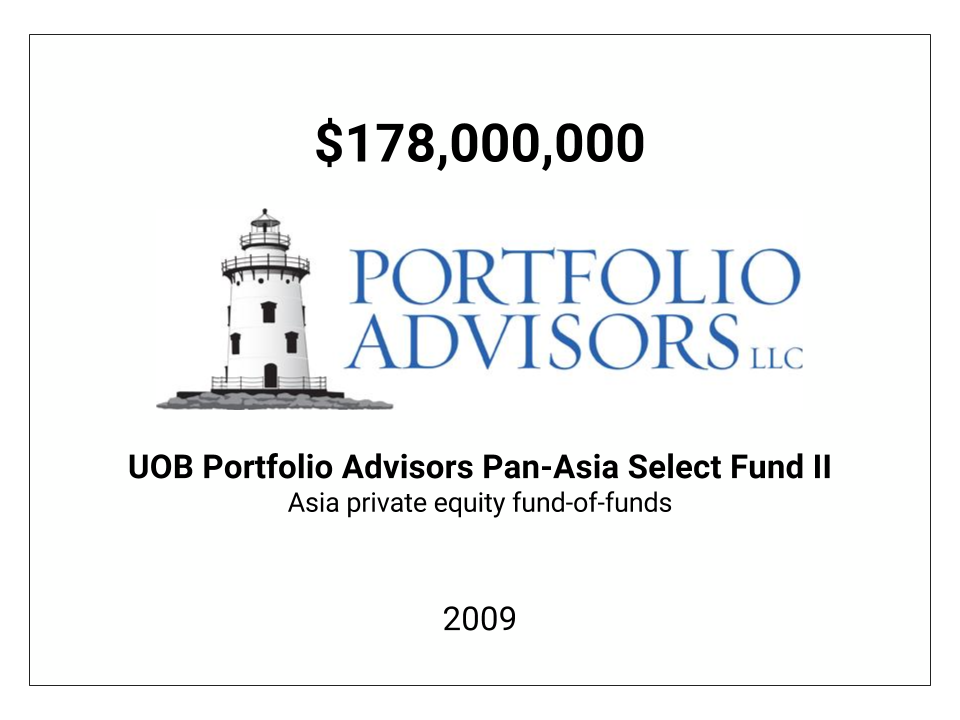 $178,000,000
PORTFOLIO
ADVISORS LLC
UOB Portfolio Advisors Pan-Asia Select Fund II
Asia private equity fund-of-funds
2009